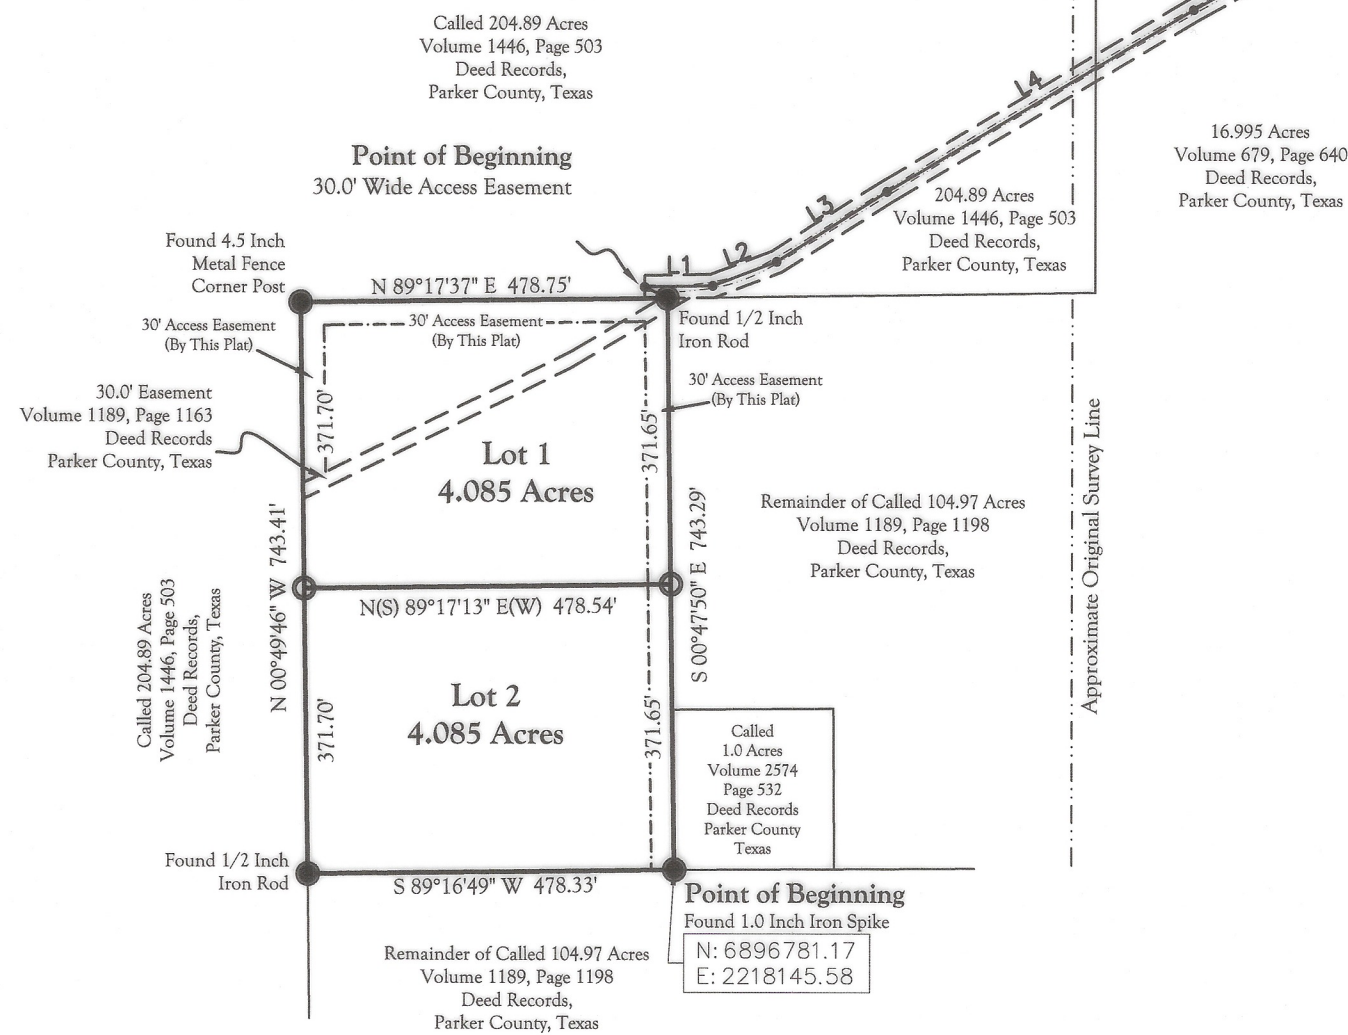 Called 204.89 Acres
Volume 1446, Page 503
Deed Records,
Parker County, Texas
Point of Beginning
30.0' Wide Access Easement
L4
16.995 Acres
Volume 679, Page 640
Deed Records,
Parker County, Texas
L3
204.89 Acres
Volume 1446, Page 503
Deed Records,
Parker County, Texas
L1
L2
Found 4.5 Inch
Metal Fence
Corner Post
N 89°17'37" E 478.75'
Found 1/2 Inch
Iron Rod
30' Access Easement
(By This Plat)
30' Access Easement
(By This Plat)
30' Access Easement
(By This Plat)
30.0' Easement
Volume 1189, Page 1163
Deed Records
Parker County, Texas
371.70'
371.65'
Lot 1
4.085 Acres
N 00°49'46" W 743.41'
S 00°47'50" E 743.29'
Remainder of Called 104.97 Acres
Volume 1189, Page 1198
Deed Records,
Parker County, Texas
Approximate Original Survey Line
N(S) 89°17'13" E(W) 478.54'
Called 204.89 Acres
Volume 1446, Page 503
Deed Records,
Parker County, Texas
Lot 2
4.085 Acres
371.70'
371.65'
Called
1.0 Acres
Volume 2574
Page 532
Deed Records
Parker County
Texas
Found 1/2 Inch
Iron Rod
S 89°16'49" W 478.33'
Point of Beginning
Found 1.0 Inch Iron Spike
N: 6896781.17
E: 2218145.58
Remainder of Called 104.97 Acres
Volume 1189, Page 1198
Deed Records,
Parker County, Texas